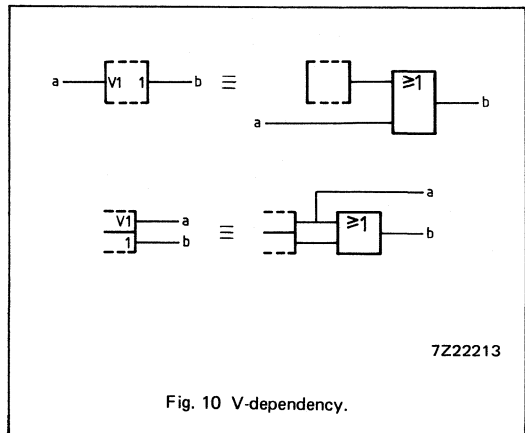 a V1 1 b ≡ ≥1 b
a
V1 a ≡ a
1 b ≥1 b
7Z22213
Fig. 10 V-dependency.